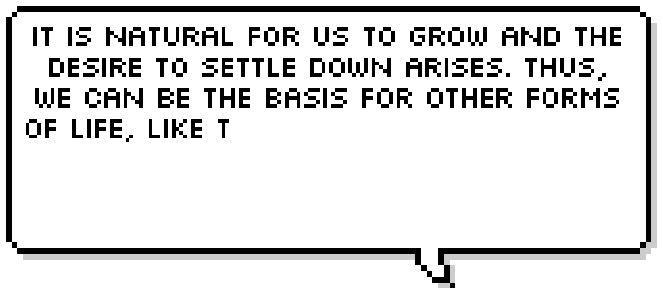 IT IS NATURAL FOR US TO GROW AND THE
DESIRE TO SETTLE DOWN ARISES. THUS,
WE CAN BE THE BASIS FOR OTHER FORMS
OF LIFE, LIKE T